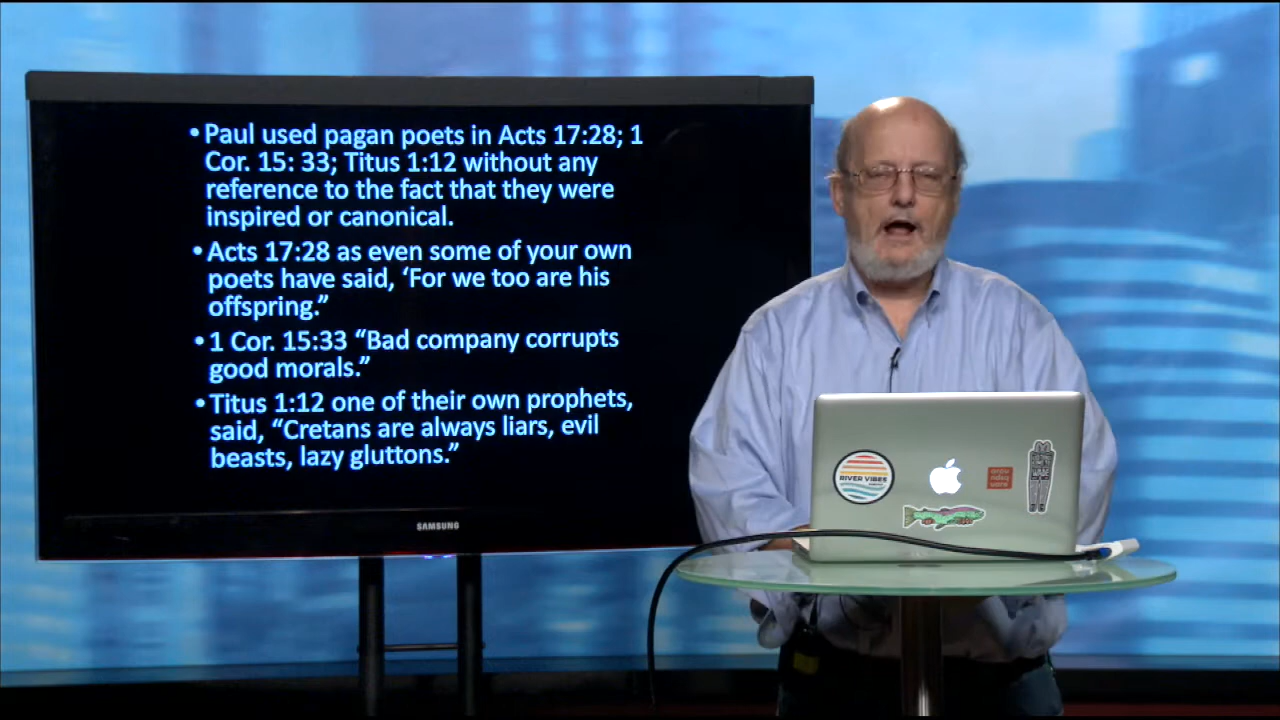 • Paul used pagan poets in Acts 17:28; 1
Cor. 15: 33; Titus 1:12 without any
reference to the fact that they were
inspired or canonical.
• Acts 17:28 as even some of your own
poets have said, ‘For we too are his
offspring.”
• 1 Cor. 15:33 “Bad company corrupts
good morals.”
• Titus 1:12 one of their own prophets,
said, “Cretans are always liars, evil
beasts, lazy gluttons.”
SAMSUNG
RIVER VIBES